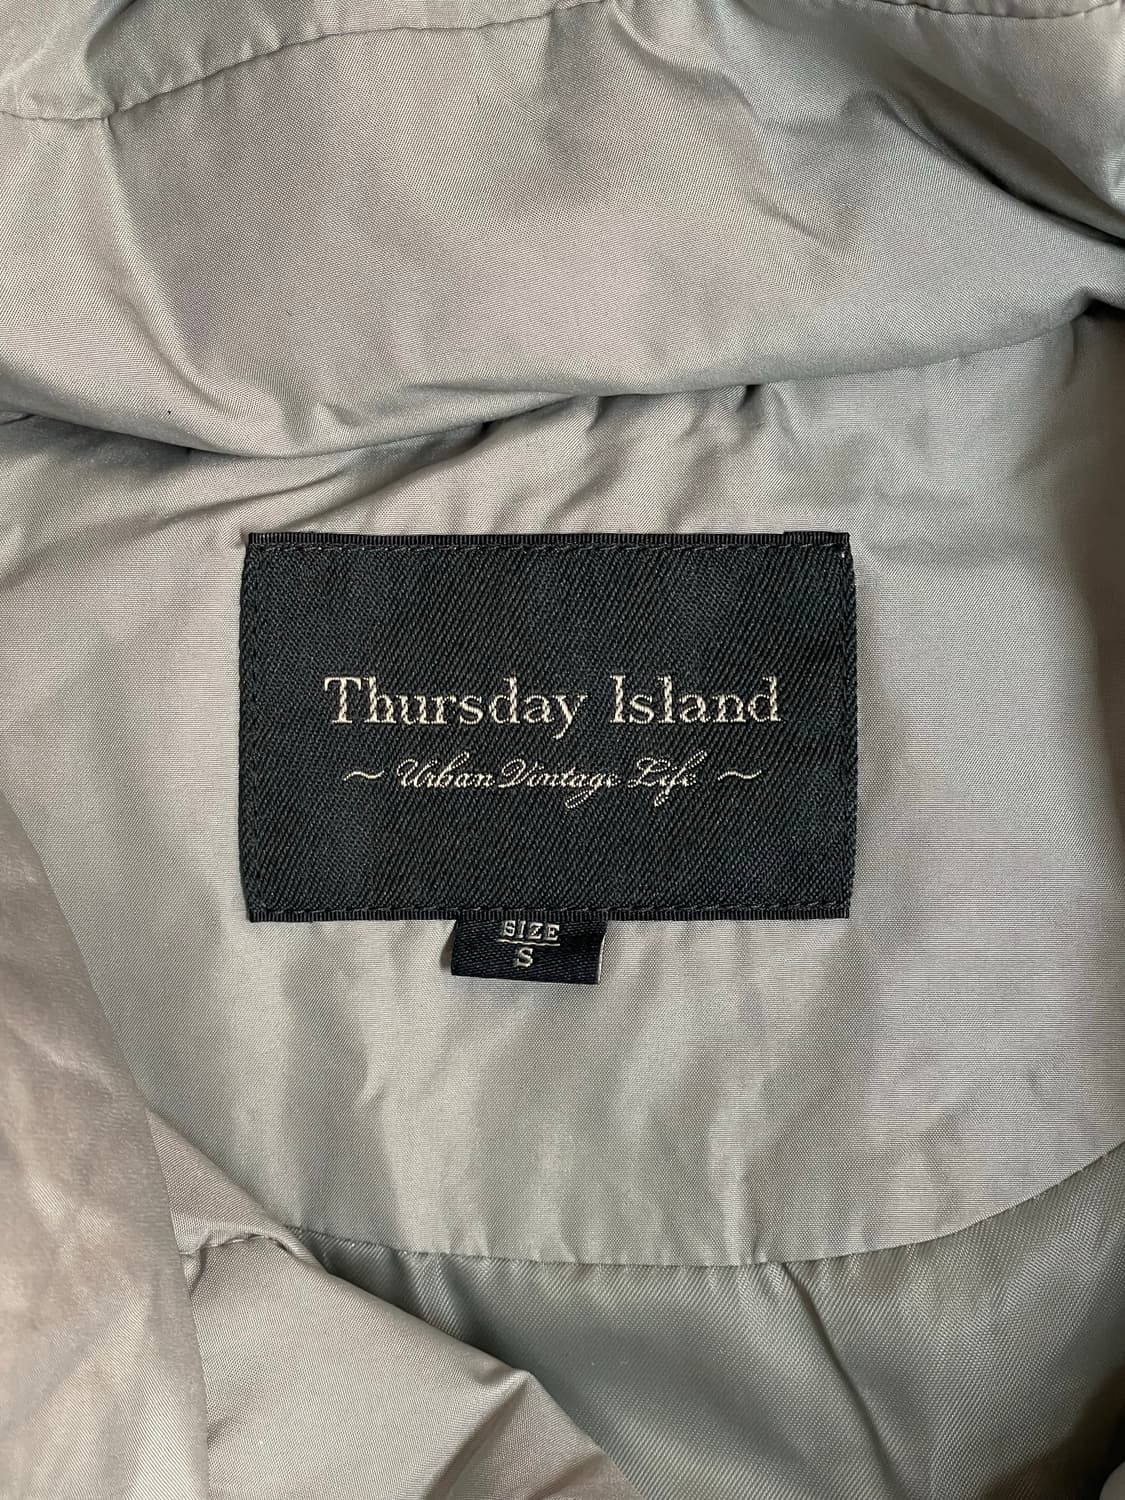 Thursday Island
~ Urban Vintage Life ~
SIZE
S